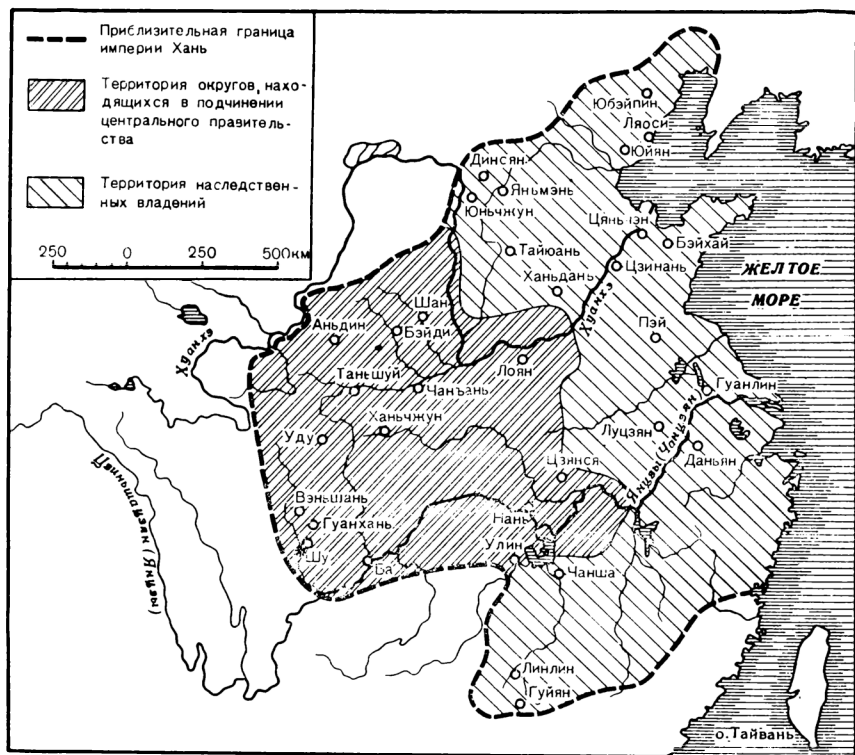 Приблизительная граница
империи Хань
Территория округов, нахо-
дящихся в подчинении
центрального правитель-
ства
Территория наследствен-
ных владений
250 0 250 500км
Юбэйпин
Ляоси
Юйян
Динсян
Яньмэнь
Юньчжун
Цяньчэн
Бэйхай
Тайюань
Цзинань
Ханьдань
ЖЕЛТОЕ
МОРЕ
Хуанхэ
Шан
Аньдин
Бэйди
Пэй
Хуанхэ
Лоян
Таньшуй
Чанъань
Гуанлин
Ханьчжун
Луцзян
Уду
Даньян
Янцзы (Чанцзян)
Цзянся
Вэньшань
Гуанхань
Нань
Шу
Улин
Ба
Чанша
Линлин
Гуйян
о. Тайвань